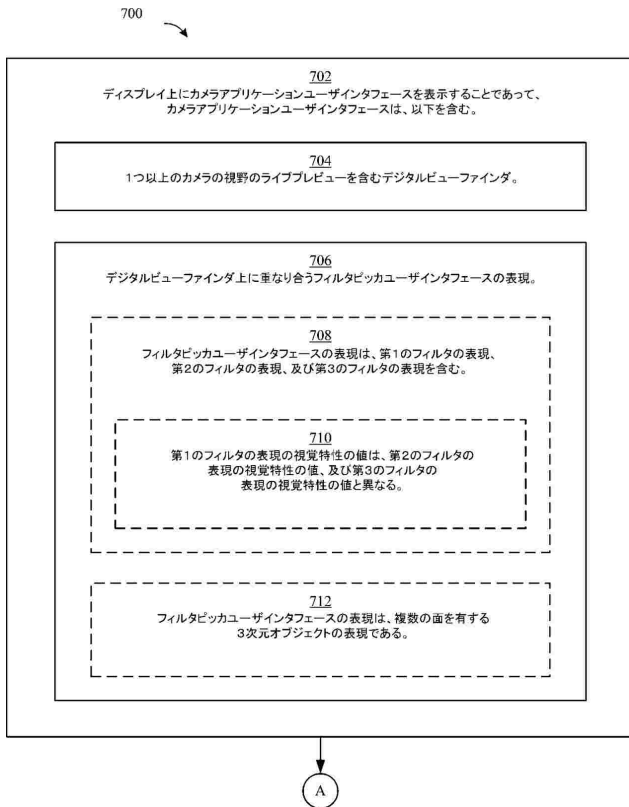 700
702
ディスプレイ上にカメラアプリケーションユーザインタフェースを表示することであって、
カメラアプリケーションユーザインタフェースは、以下を含む。
704
1つ以上のカメラの視野のライブプレビューを含むデジタルビューファインダ。
706
デジタルビューファインダ上に重なり合うフィルタピッカユーザインタフェースの表現。
708
フィルタピッカユーザインタフェースの表現は、第1のフィルタの表現、
第2のフィルタの表現、及び第3のフィルタの表現を含む。
710
第1のフィルタの表現の視覚特性の値は、第2のフィルタの
表現の視覚特性の値、及び第3のフィルタの
表現の視覚特性の値と異なる。
712
フィルタピッカユーザインタフェースの表現は、複数の面を有する
3次元オブジェクトの表現である。
A